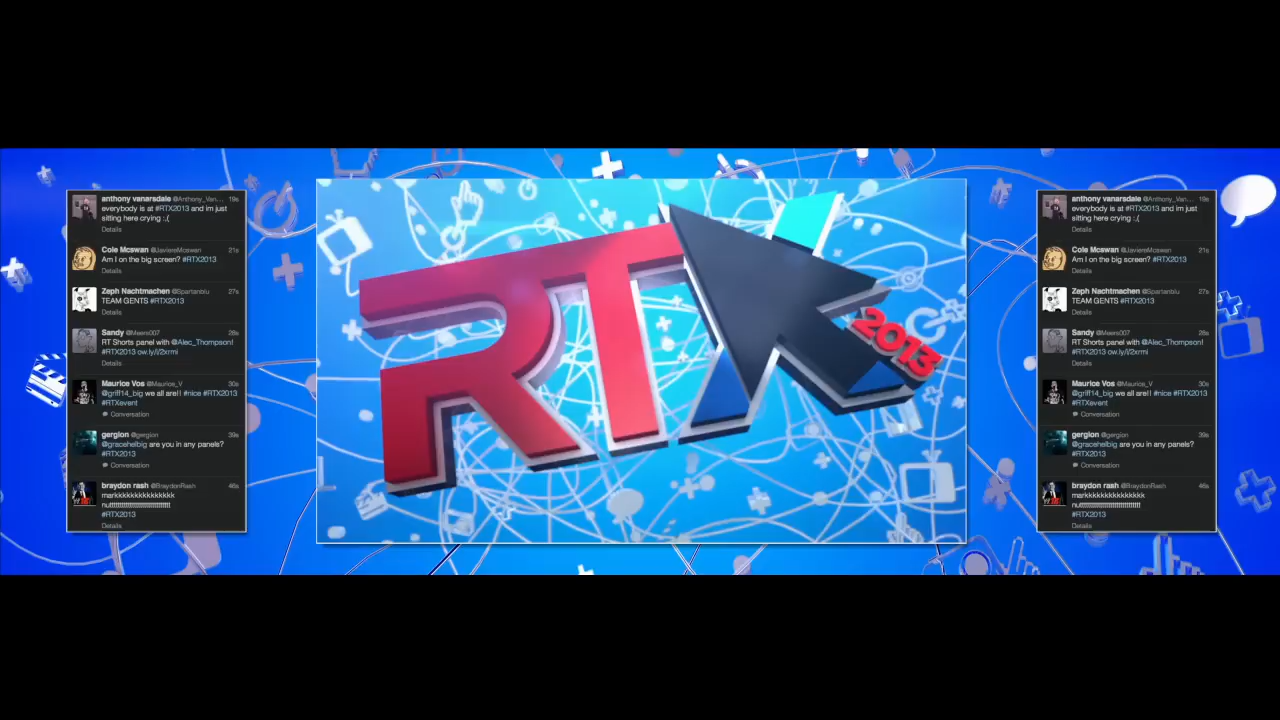 anthony vanarsdale @Anthony_Van... 19s
everybody is at #RTX2013 and im just
sitting here crying :,(
Details
Cole Mcswan @JaviereMcswan 21s
Am I on the big screen? #RTX2013
Details
Zeph Nachtmachen @Spartanblu 27s
TEAM GENTS #RTX2013
Details
Sandy @Meers007 28s
RT Shorts panel with @Alec_Thompson!
#RTX2013 ow.ly/i/2xrmi
Details
Maurice Vos @Maurice_V 30s
@griff14_big we all are!! #nice #RTX2013
#RTXevent
Conversation
gergion @gergion 39s
@gracehelbig are you in any panels?
#RTX2013
Conversation
braydon rash @BraydonRash 46s
#RTX2013
Details
RTX
2013
anthony vanarsdale @Anthony_Van... 19s
everybody is at #RTX2013 and im just
sitting here crying :,(
Details
Cole Mcswan @JaviereMcswan 21s
Am I on the big screen? #RTX2013
Details
Zeph Nachtmachen @Spartanblu 27s
TEAM GENTS #RTX2013
Details
Sandy @Meers007 28s
RT Shorts panel with @Alec_Thompson!
#RTX2013 ow.ly/i/2xrmi
Details
Maurice Vos @Maurice_V 30s
@griff14_big we all are!! #nice #RTX2013
#RTXevent
Conversation
gergion @gergion 39s
@gracehelbig are you in any panels?
#RTX2013
Conversation
braydon rash @BraydonRash 46s
#RTX2013
Details